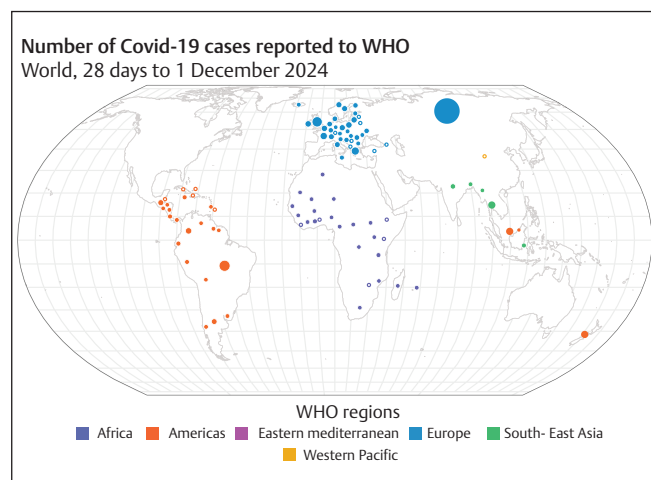 Number of Covid-19 cases reported to WHO
World, 28 days to 1 December 2024
WHO regions
Africa Americas Eastern mediterranean Europe South- East Asia
Western Pacific